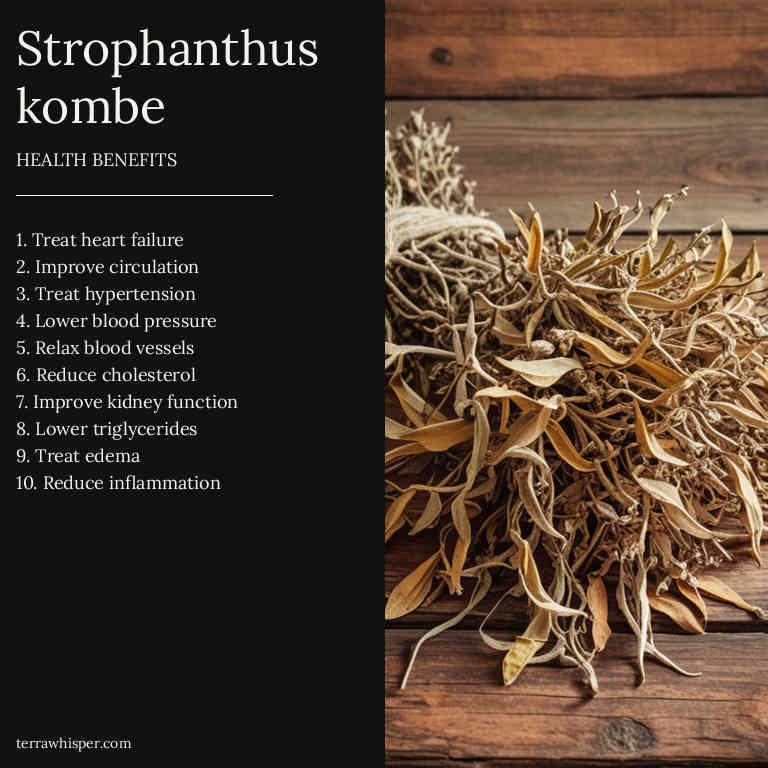 Strophanthus
kombe
HEALTH BENEFITS
1. Treat heart failure
2. Improve circulation
3. Treat hypertension
4. Lower blood pressure
5. Relax blood vessels
6. Reduce cholesterol
7. Improve kidney function
8. Lower triglycerides
9. Treat edema
10. Reduce inflammation
terrawhisper.com